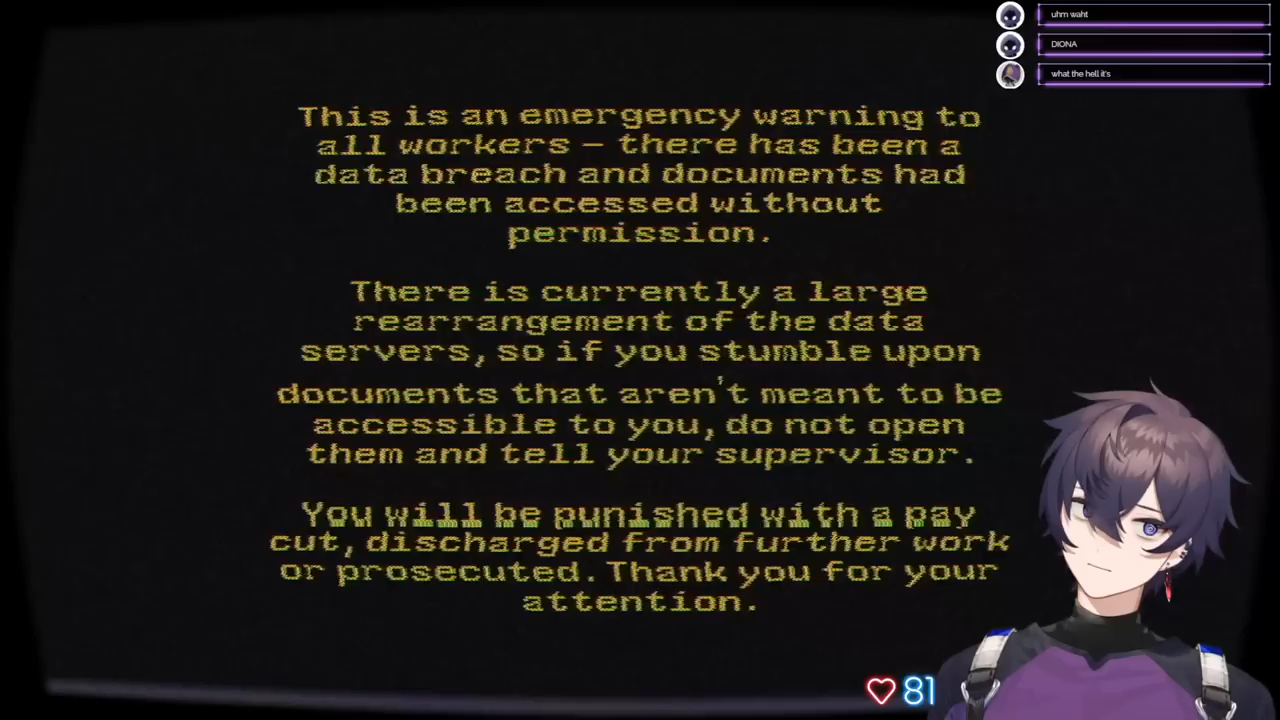 uhm waht
DIONA
what the hell it's
This is an emergency warning to
all workers - there has been a
data breach and documents had
been accessed without
permission.
There is currently a large
rearrangement of the data
servers, so if you stumble upon
documents that aren't meant to be
accessible to you, do not open
them and tell your supervisor.
You will be punished with a pay
cut, discharged from further work
or prosecuted. Thank you for your
attention.
81